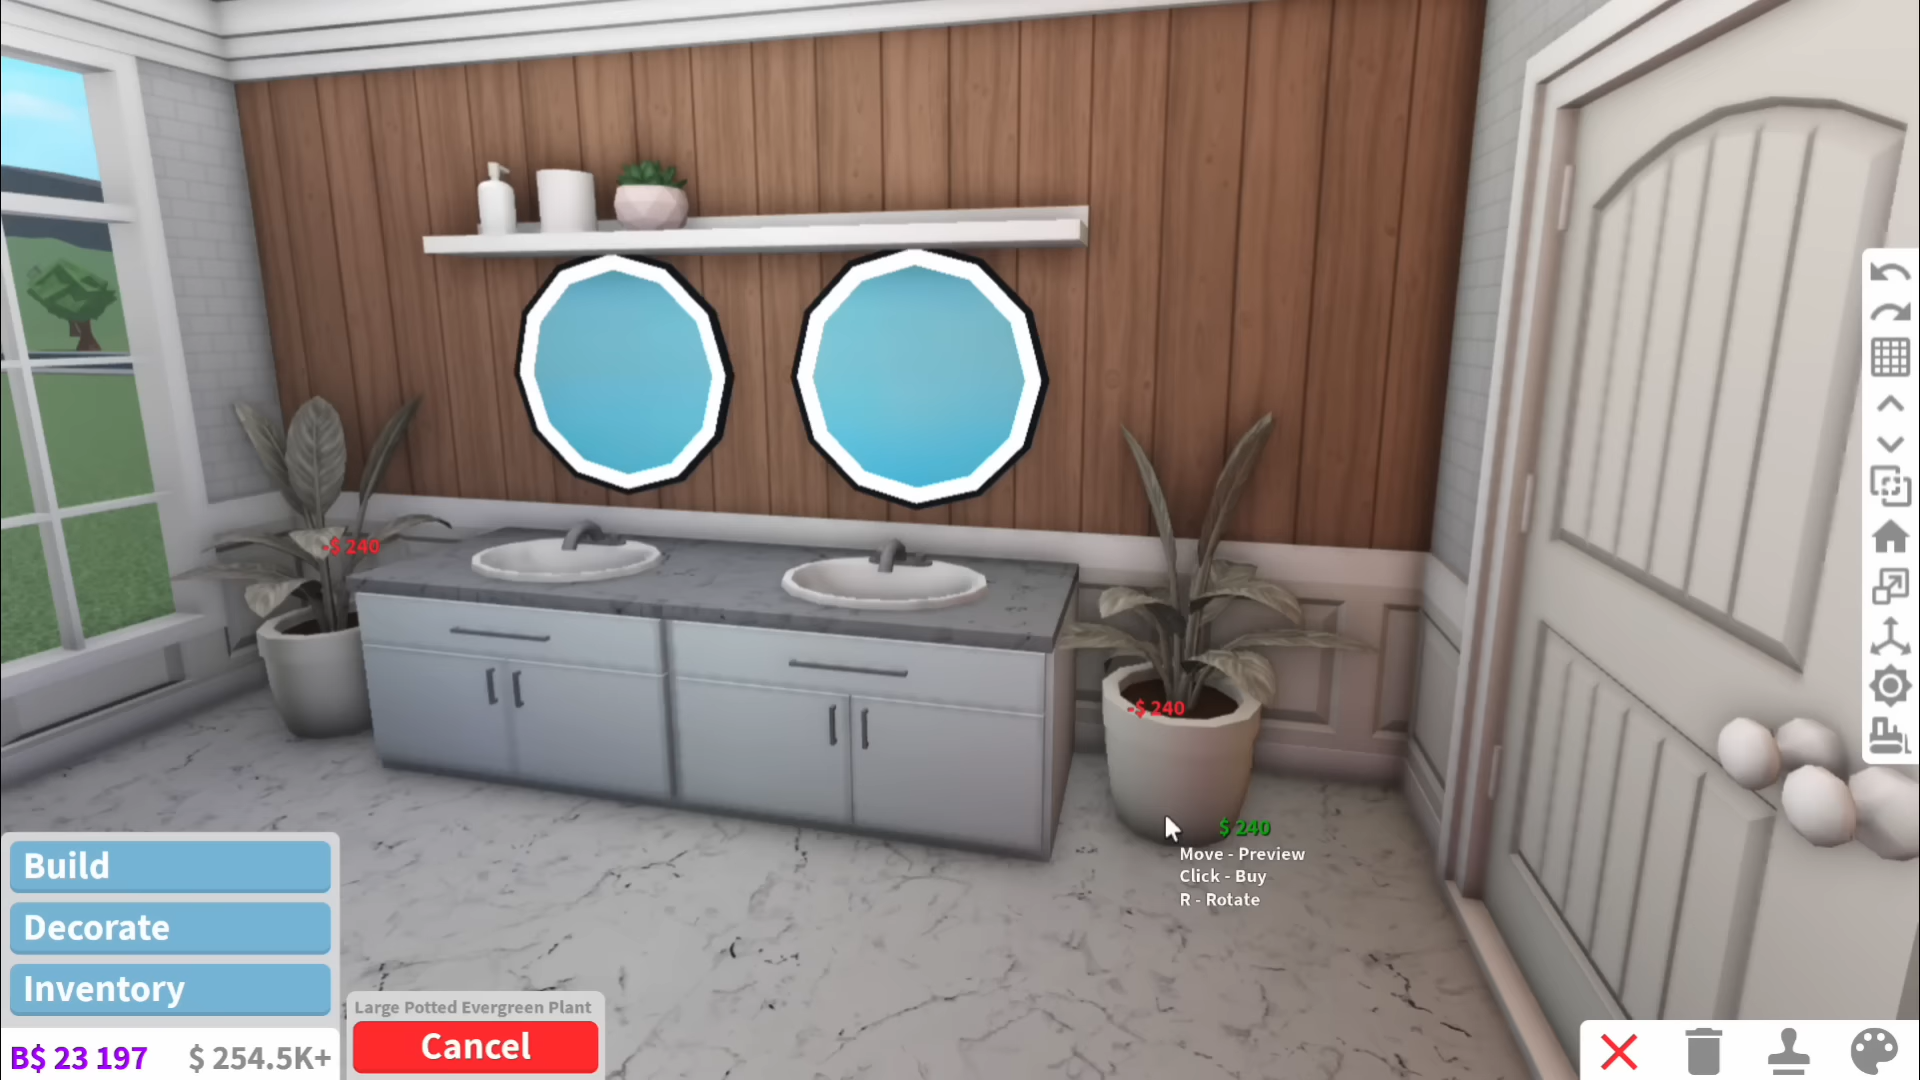 -$ 240
-$ 240
$ 240
Move - Preview
Click - Buy
R - Rotate
Build
Decorate
Inventory
Large Potted Evergreen Plant
Cancel
B$ 23 197
$ 254.5K+